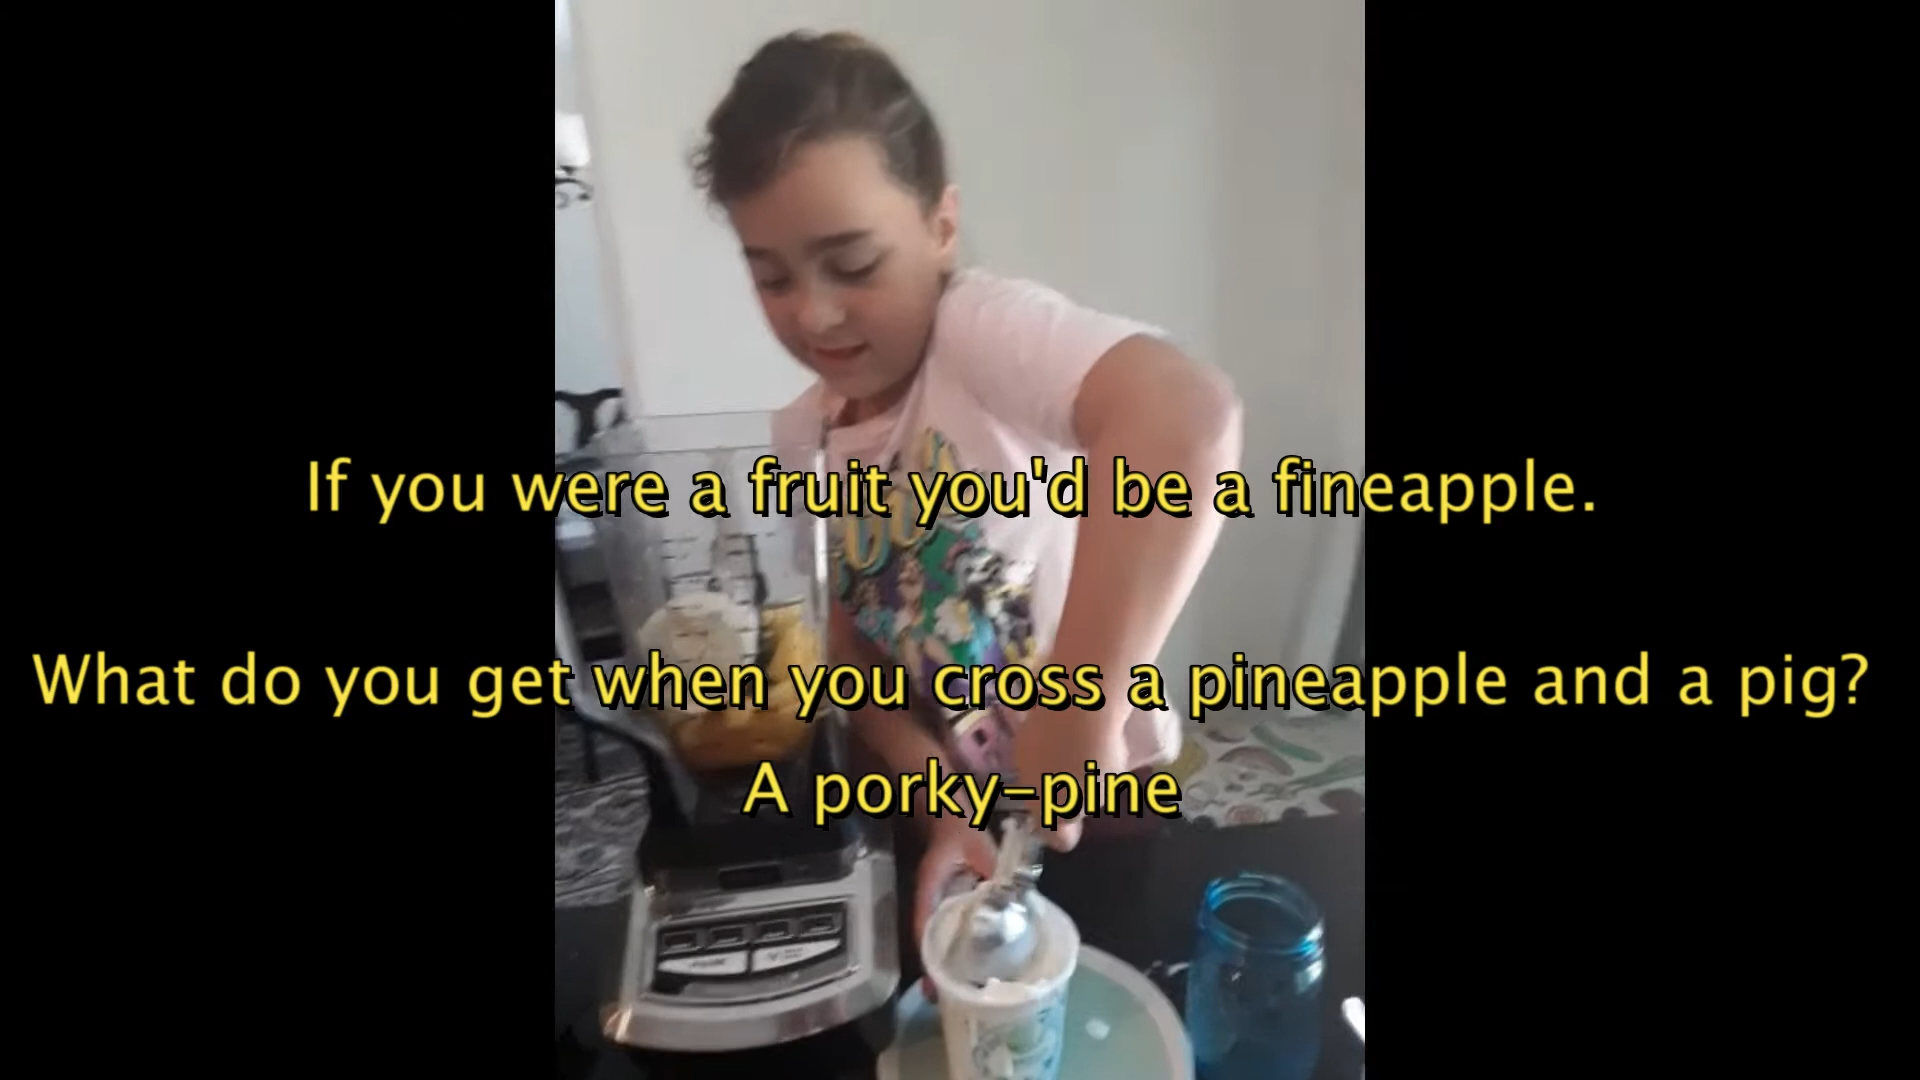 If you were a fruit you'd be a fineapple.
What do you get when you cross a pineapple and a pig?
A porky-pine